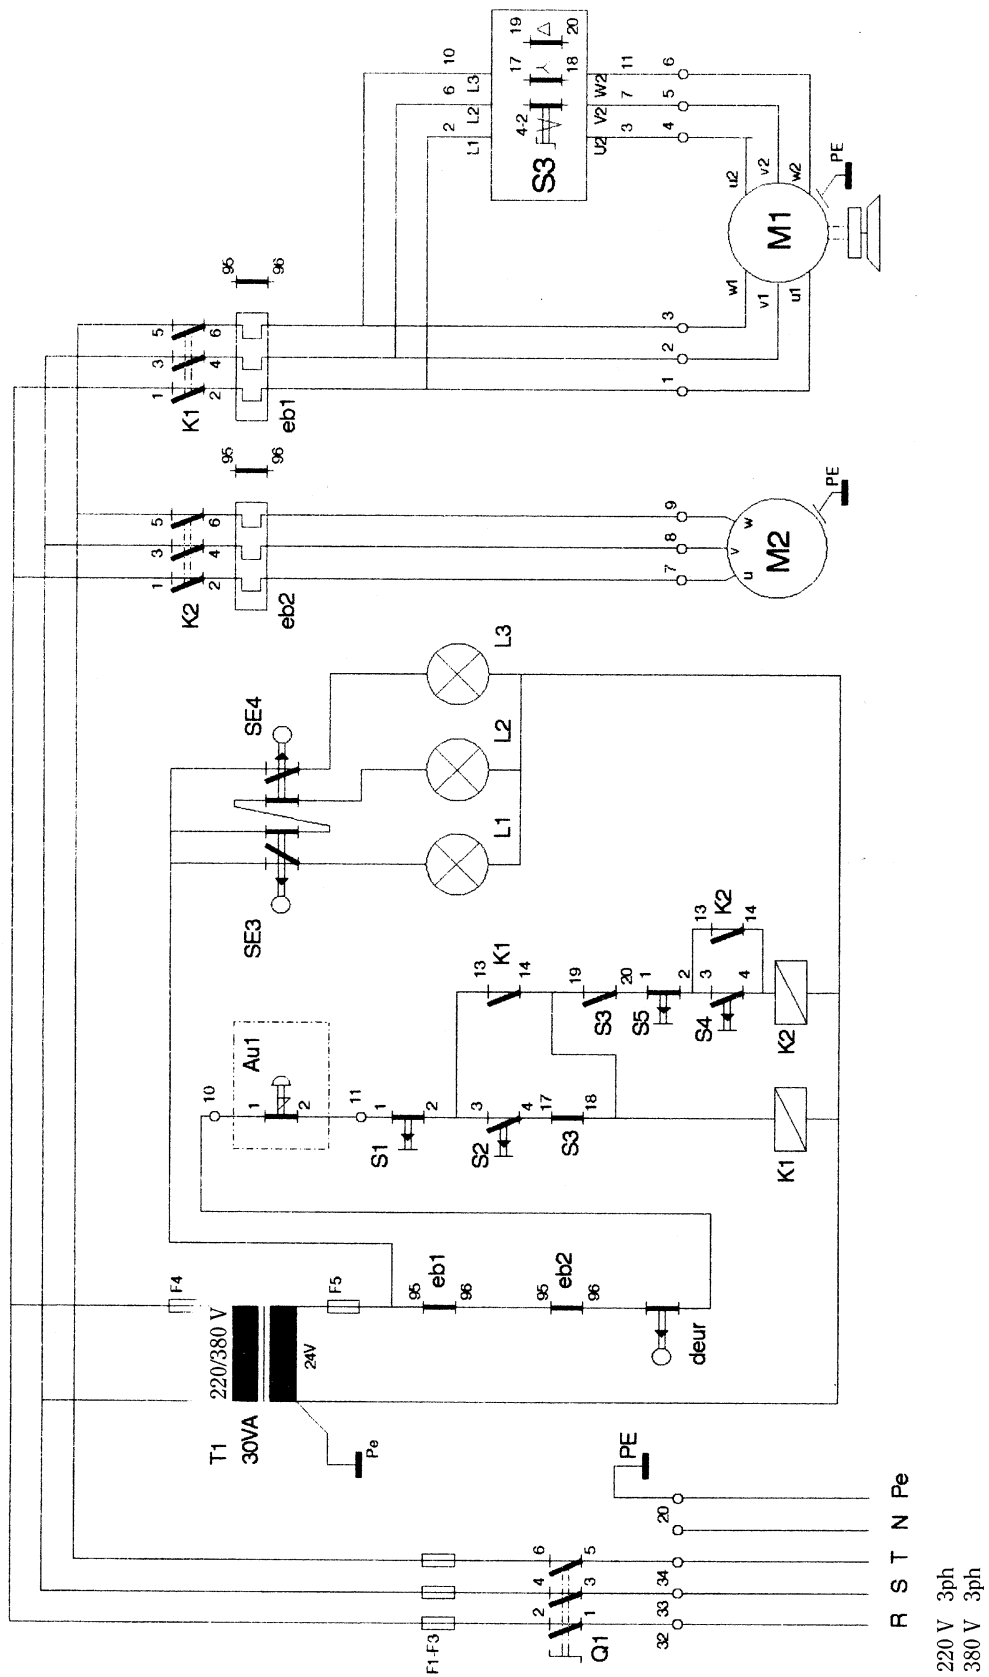 R S T N Pe
220 V 3ph
380 V 3ph
32 33 34 20
PE
Q1
1 3 5
2 4 6
F1-F3
T1
30VA
220/380 V
24V
Pe
F4
F5
95
eb1
96
95
eb2
96
deur
10
Au1
1
2
11
1
S1
2
3
S2
4
17
S3
18
K1
13
K1
14
19
S3
20
1
S5
2
3
S4
4
13
K2
14
K2
SE3
SE4
L1
L2
L3
1 3 5
K2
2 4 6
95
96
eb2
7 8 9
u v w
M2
PE
1 3 5
K1
2 4 6
95
96
eb1
1 2 3
u1 v1 w1
M1
u2 v2 w2
PE
2 6 10
L1 L2 L3
S3
4-2
17
18
19
20
U2 V2 W2
3 7 11
4 5 6